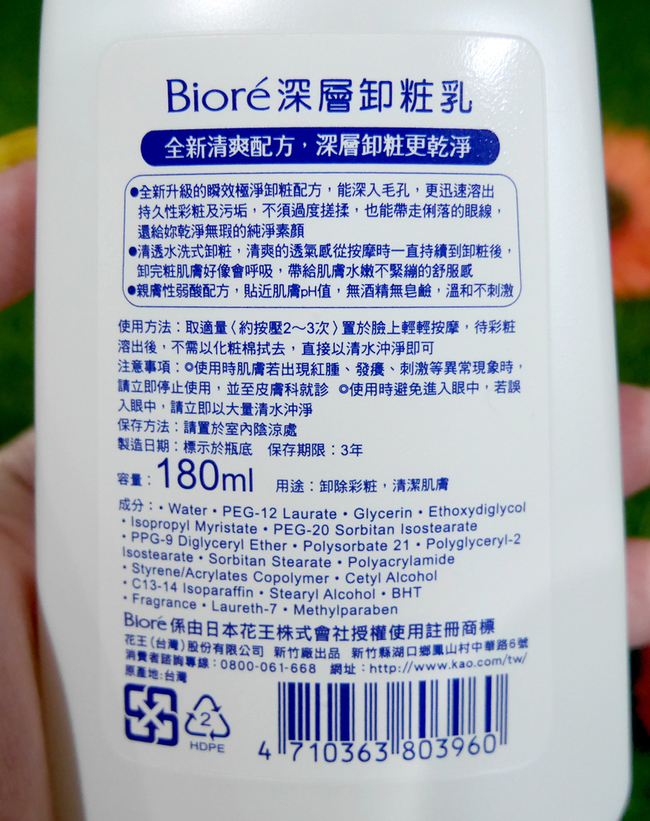 Bioré深層卸粧乳
全新清爽配方，深層卸粧更乾淨
●全新升級的瞬效極淨卸粧配方，能深入毛孔，更迅速溶出
持久性彩粧及污垢，不須過度搓揉，也能帶走俐落的眼線，
還給妳乾淨無瑕的純淨素顏
●清透水洗式卸粧，清爽的透氣感從按摩時一直持續到卸粧後，
卸完粧肌膚好像會呼吸，帶給肌膚水嫩不緊繃的舒服感
●親膚性弱酸配方，貼近肌膚pH值，無酒精無皂鹼，溫和不刺激
使用方法：取適量〈約按壓2～3次〉置於臉上輕輕按摩，待彩粧
溶出後，不需以化粧棉拭去，直接以清水沖淨即可
注意事項：◎使用時肌膚若出現紅腫、發癢、刺激等異常現象時，
請立即停止使用，並至皮膚科就診 ◎使用時避免進入眼中，若誤
入眼中，請立即以大量清水沖淨
保存方法：請置於室內陰涼處
製造日期：標示於瓶底 保存期限：3年
容量：180ml 用途：卸除彩粧，清潔肌膚
成分：・Water・PEG-12 Laurate・Glycerin・Ethoxydiglycol
・Isopropyl Myristate・PEG-20 Sorbitan Isostearate
・PPG-9 Diglyceryl Ether・Polysorbate 21・Polyglyceryl-2
Isostearate・Sorbitan Stearate・Polyacrylamide
・Styrene/Acrylates Copolymer・Cetyl Alcohol
・C13-14 Isoparaffin・Stearyl Alcohol・BHT
・Fragrance・Laureth-7・Methylparaben
Bioré係由日本花王株式會社授權使用註冊商標
花王(台灣)股份有限公司 新竹廠出品 新竹縣湖口鄉鳳山村中華路6號
消費者諮詢專線：0800-061-668 網址：http://www.kao.com/tw/
原產地:台灣
2
HDPE
4 710363 803960